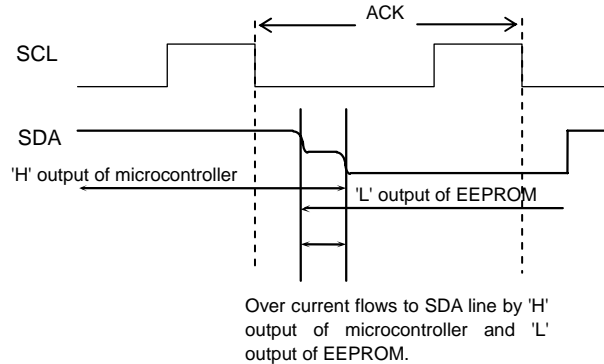 ACK
SCL
SDA
'H' output of microcontroller
'L' output of EEPROM
Over current flows to SDA line by 'H'
output of microcontroller and 'L'
output of EEPROM.